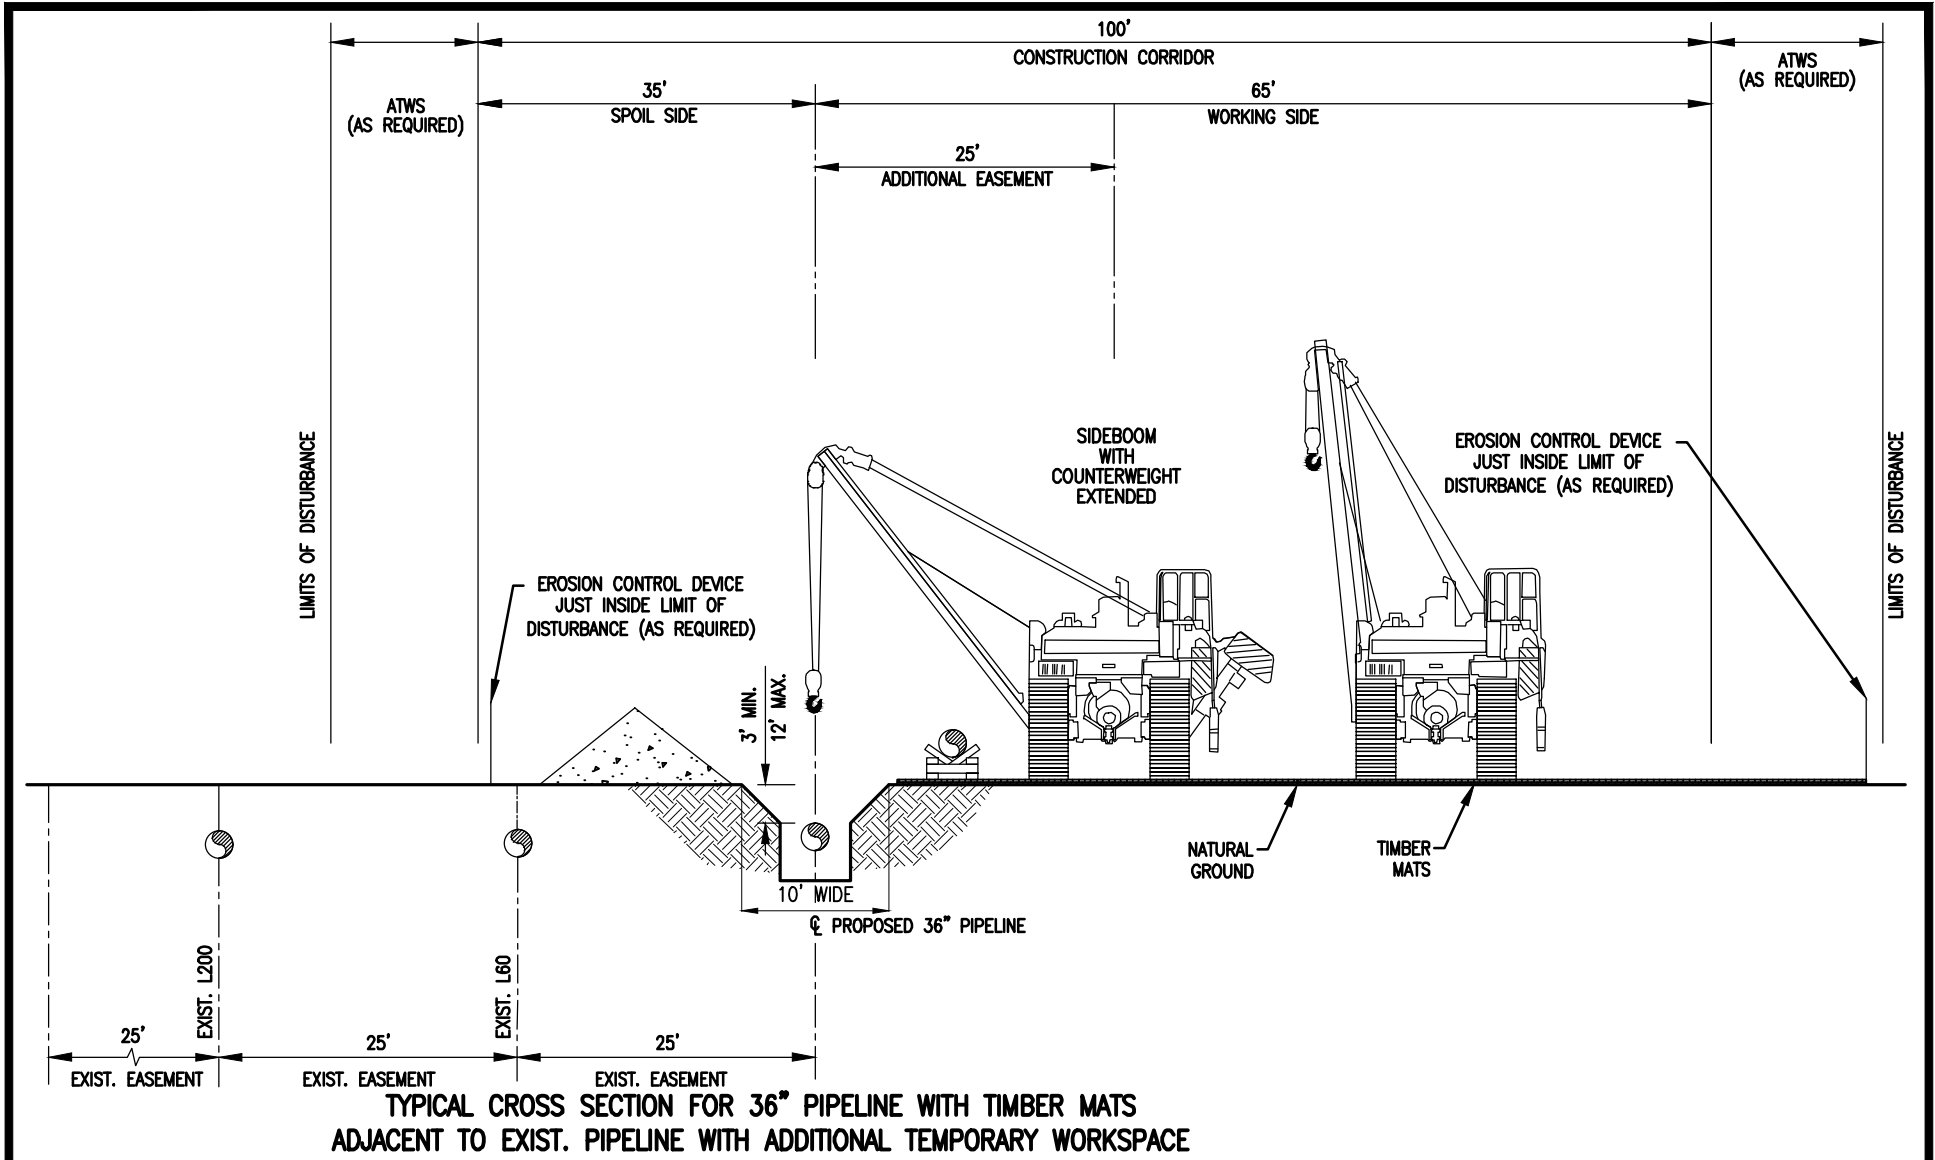 100'
CONSTRUCTION CORRIDOR
ATWS
(AS REQUIRED)
ATWS
(AS REQUIRED)
35'
SPOIL SIDE
65'
WORKING SIDE
25'
ADDITIONAL EASEMENT
LIMITS OF DISTURBANCE
SIDEBOOM
WITH
COUNTERWEIGHT
EXTENDED
EROSION CONTROL DEVICE
JUST INSIDE LIMIT OF
DISTURBANCE (AS REQUIRED)
LIMITS OF DISTURBANCE
EROSION CONTROL DEVICE
JUST INSIDE LIMIT OF
DISTURBANCE (AS REQUIRED)
3' MIN.
12' MAX.
NATURAL
GROUND
TIMBER
MATS
10' WIDE
℄ PROPOSED 36" PIPELINE
EXIST. L200
EXIST. L60
25'
EXIST. EASEMENT
25'
EXIST. EASEMENT
25'
EXIST. EASEMENT
TYPICAL CROSS SECTION FOR 36" PIPELINE WITH TIMBER MATS
ADJACENT TO EXIST. PIPELINE WITH ADDITIONAL TEMPORARY WORKSPACE